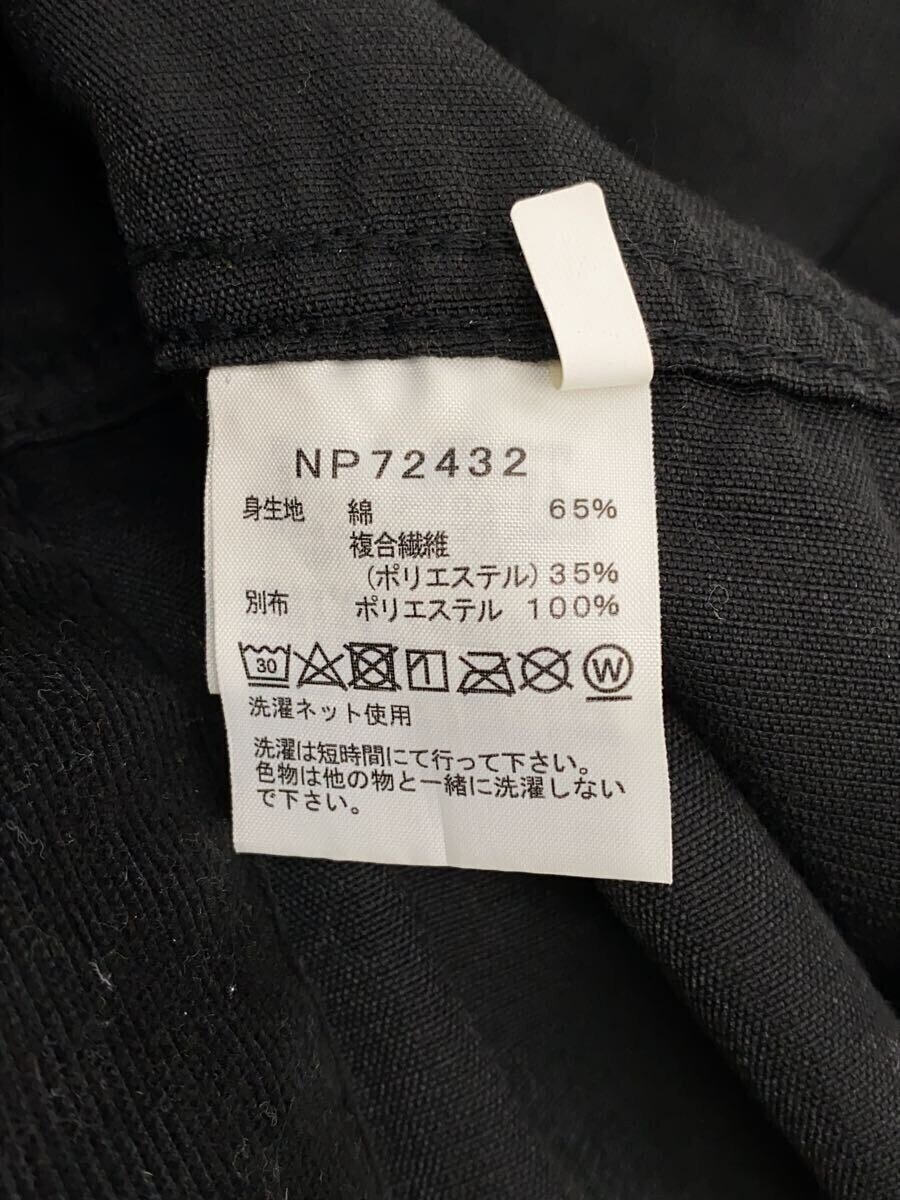 NP72432
身生地 綿 65%
複合繊維
(ポリエステル)35%
別布 ポリエステル 100%
30 W
洗濯ネット使用
洗濯は短時間にて行って下さい。
色物は他の物と一緒に洗濯しない
で下さい。